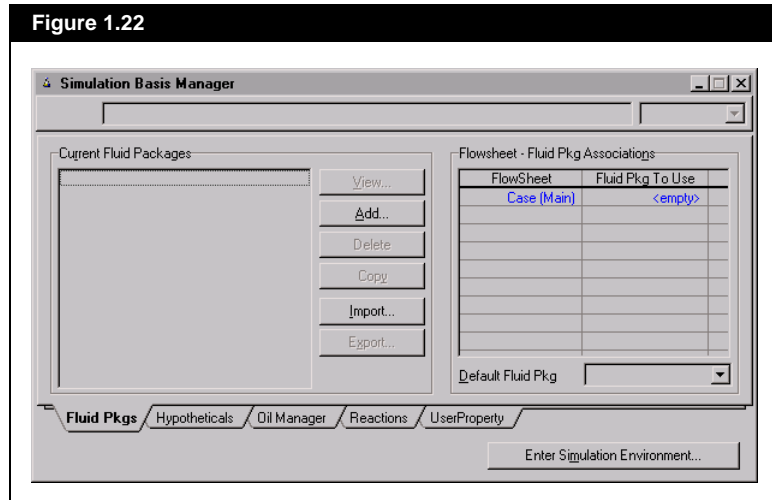 Figure 1.22
Simulation Basis Manager
Current Fluid Packages
View...
Add...
Delete
Copy
Import...
Export...
Flowsheet - Fluid Pkg Associations
FlowSheet Fluid Pkg To Use
Case (Main) <empty>
Default Fluid Pkg
Fluid Pkgs Hypotheticals Oil Manager Reactions UserProperty
Enter Simulation Environment...